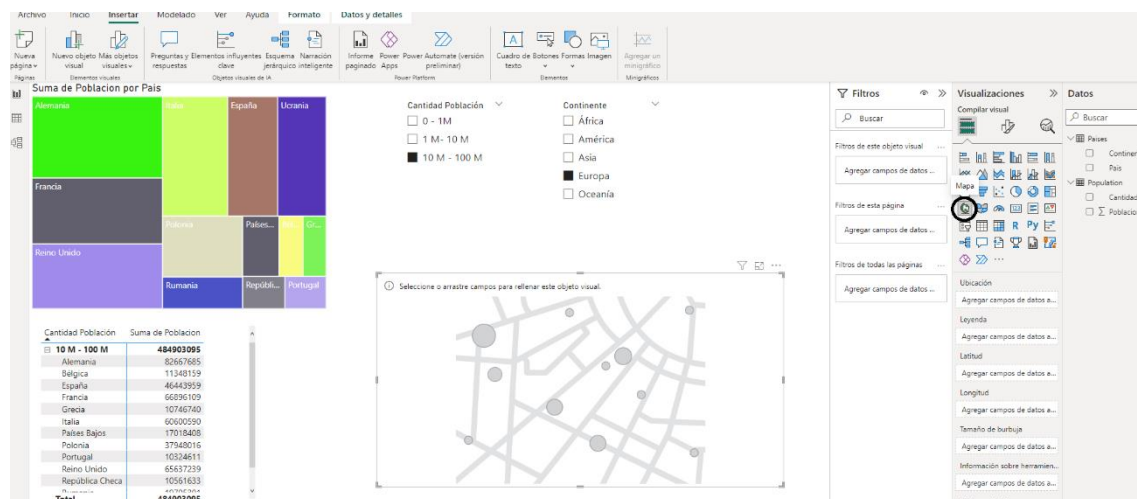 Archivo Inicio Insertar Modelado Ver Ayuda Formato Datos y detalles
Nueva página
Nuevo objeto visual
Más objetos visuales
Preguntas y respuestas
Elementos influyentes clave
Esquema jerárquico
Narración inteligente
Informe paginado
Power Apps
Power Automate (versión preliminar)
Cuadro de texto
Botones
Formas
Imagen
Agregar un minigráfico
Páginas
Elementos visuales
Objetos visuales de IA
Power Platform
Elementos
Minigráficos
Suma de Poblacion por Pais
Alemania
Italia
España
Ucrania
Francia
Polonia
Países...
Gr...
Reino Unido
Rumania
Repúbli...
Portugal
Cantidad Población
0 - 1M
1 M- 10 M
10 M - 100 M
Continente
África
América
Asia
Europa
Oceanía
Seleccione o arrastre campos para rellenar este objeto visual.
Cantidad Población Suma de Poblacion
10 M - 100 M 484903095
Alemania 82667685
Bélgica 11348159
España 46443959
Francia 66896109
Grecia 10746740
Italia 60600590
Países Bajos 17018408
Polonia 37948016
Portugal 10324611
Reino Unido 65637239
República Checa 10561633
Total 484903095
Filtros
Buscar
Filtros de este objeto visual ...
Agregar campos de datos ...
Filtros de esta página ...
Agregar campos de datos ...
Filtros de todas las páginas ...
Agregar campos de datos ...
Visualizaciones
Compilar visual
Mapa
R Py
Ubicación
Agregar campos de datos a...
Leyenda
Agregar campos de datos a...
Latitud
Agregar campos de datos a...
Longitud
Agregar campos de datos a...
Tamaño de burbuja
Agregar campos de datos a...
Información sobre herramien...
Agregar campos de datos a...
Datos
Buscar
Paises
Continen
Pais
Population
Cantidad
∑ Poblacio